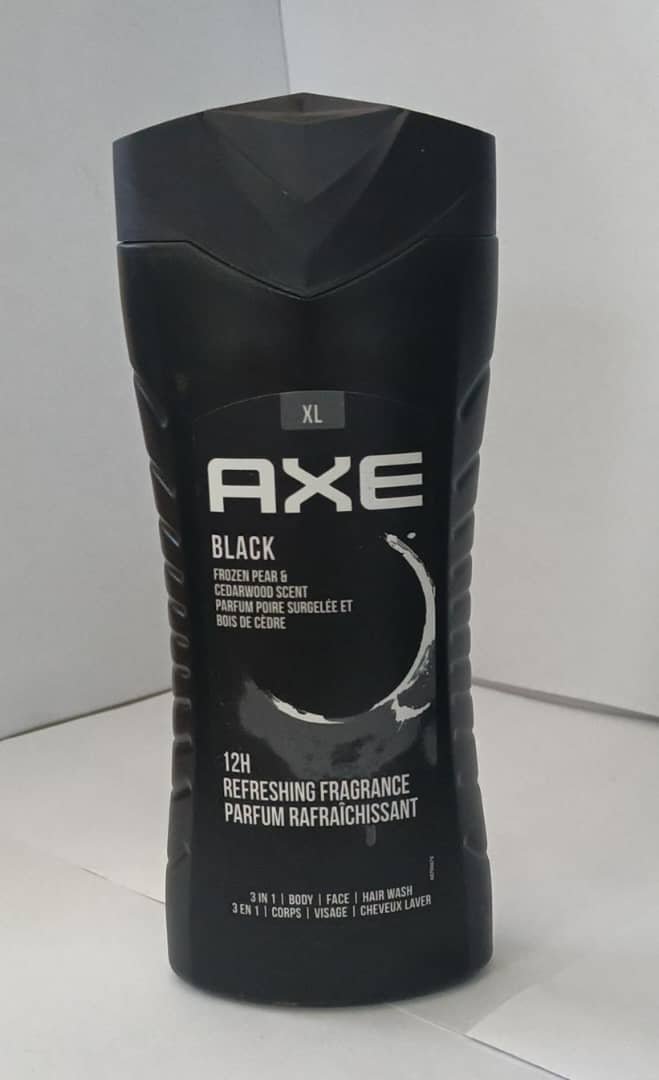 XL
AXE
BLACK
FROZEN PEAR &
CEDARWOOD SCENT
PARFUM POIRE SURGELÉE ET
BOIS DE CÈDRE
12H
REFRESHING FRAGRANCE
PARFUM RAFRAÎCHISSANT
3 IN 1 | BODY | FACE | HAIR WASH
3 EN 1 | CORPS | VISAGE | CHEVEUX LAVER